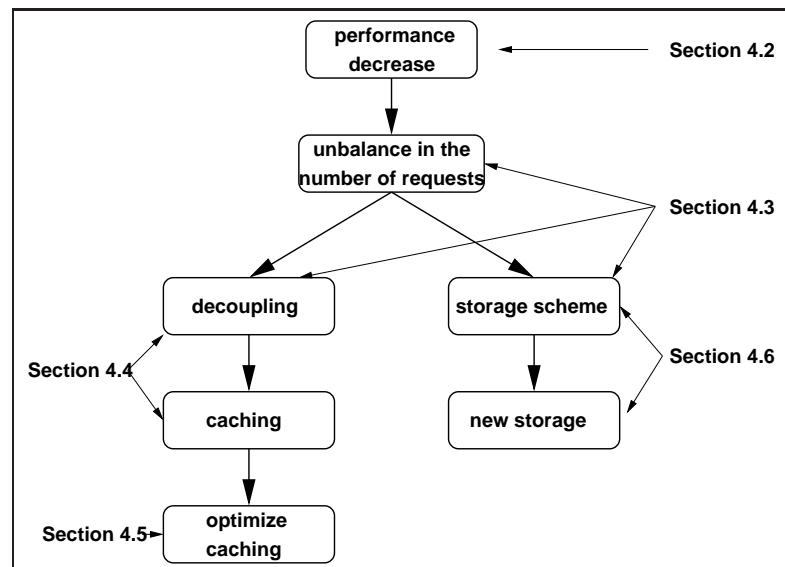 performance
decrease
Section 4.2
unbalance in the
number of requests
Section 4.3
decoupling
storage scheme
Section 4.4
Section 4.6
caching
new storage
Section 4.5
optimize
caching